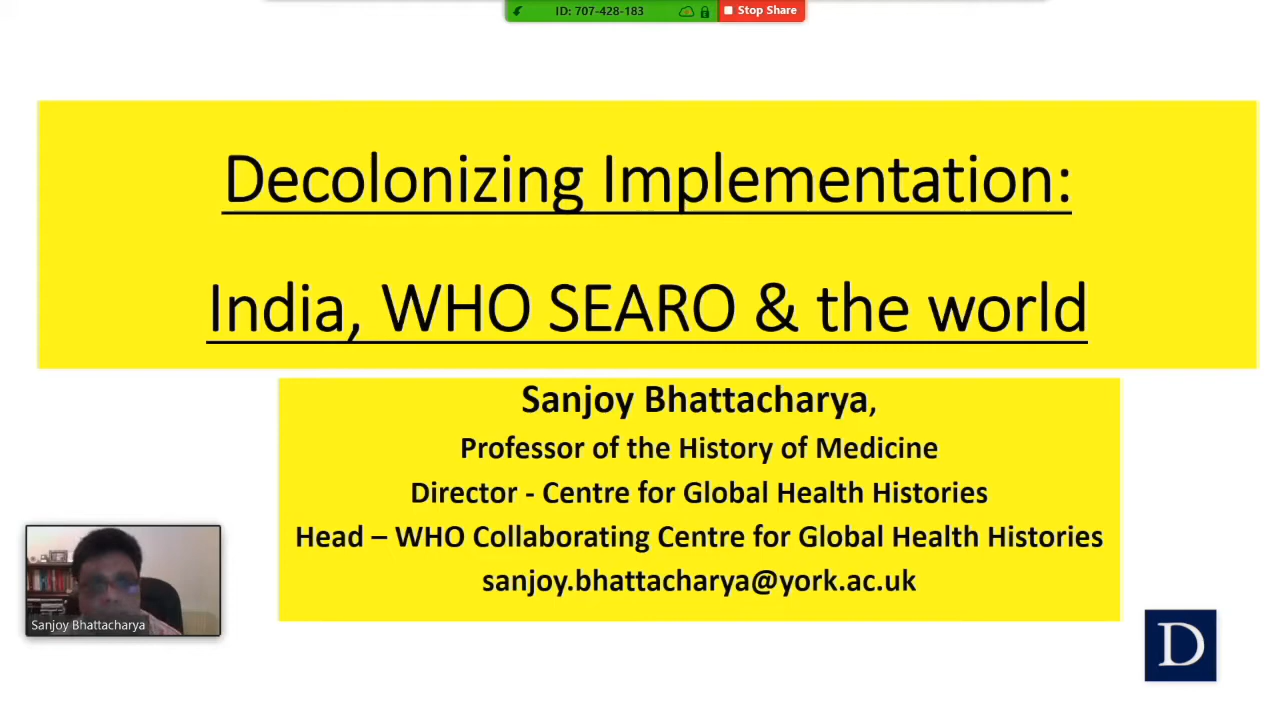 ID: 707-428-183
Stop Share
Decolonizing Implementation:
India, WHO SEARO & the world
Sanjoy Bhattacharya,
Professor of the History of Medicine
Director - Centre for Global Health Histories
Head – WHO Collaborating Centre for Global Health Histories
sanjoy.bhattacharya@york.ac.uk
Sanjoy Bhattacharya
D